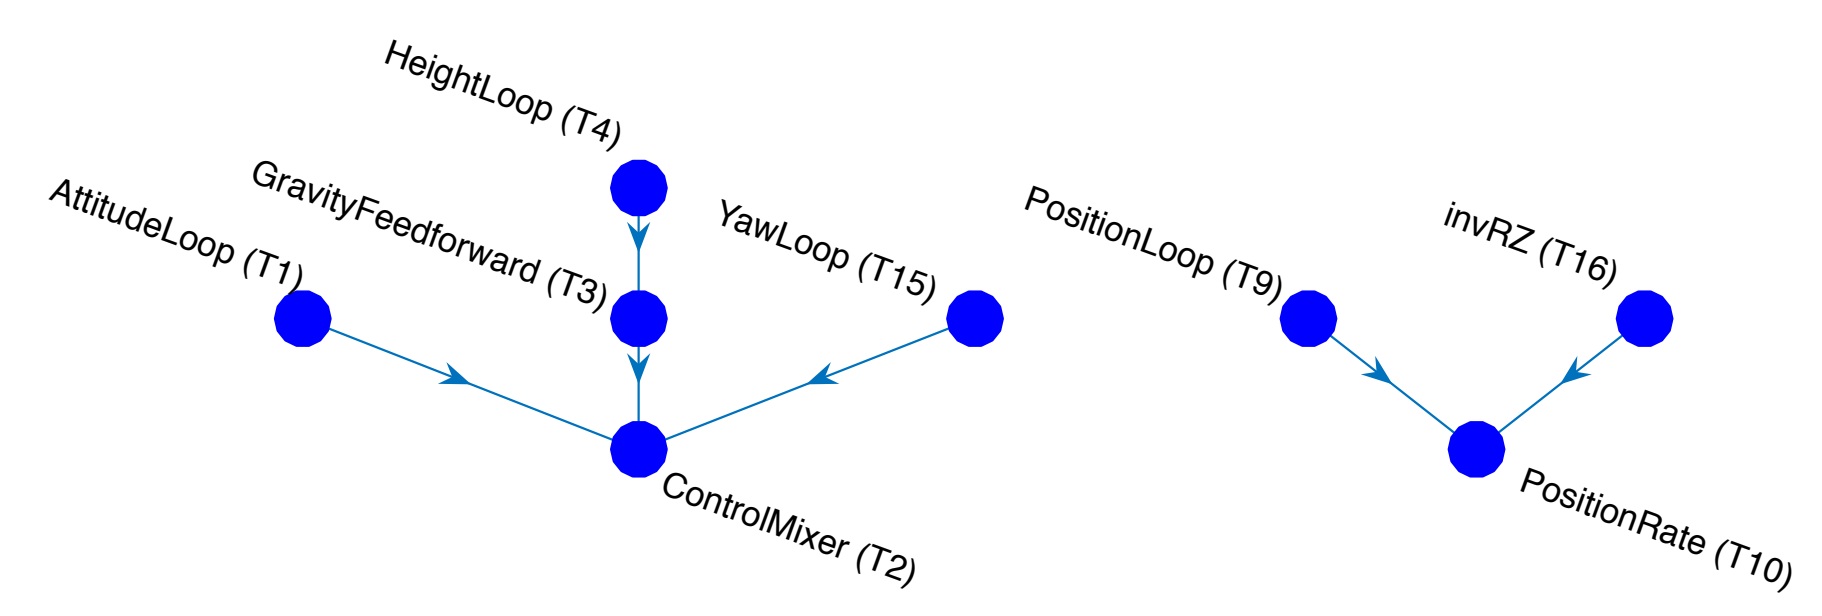 HeightLoop (T4)
GravityFeedforward (T3)
AttitudeLoop (T1)
YawLoop (T15)
PositionLoop (T9)
invRZ (T16)
ControlMixer (T2)
PositionRate (T10)